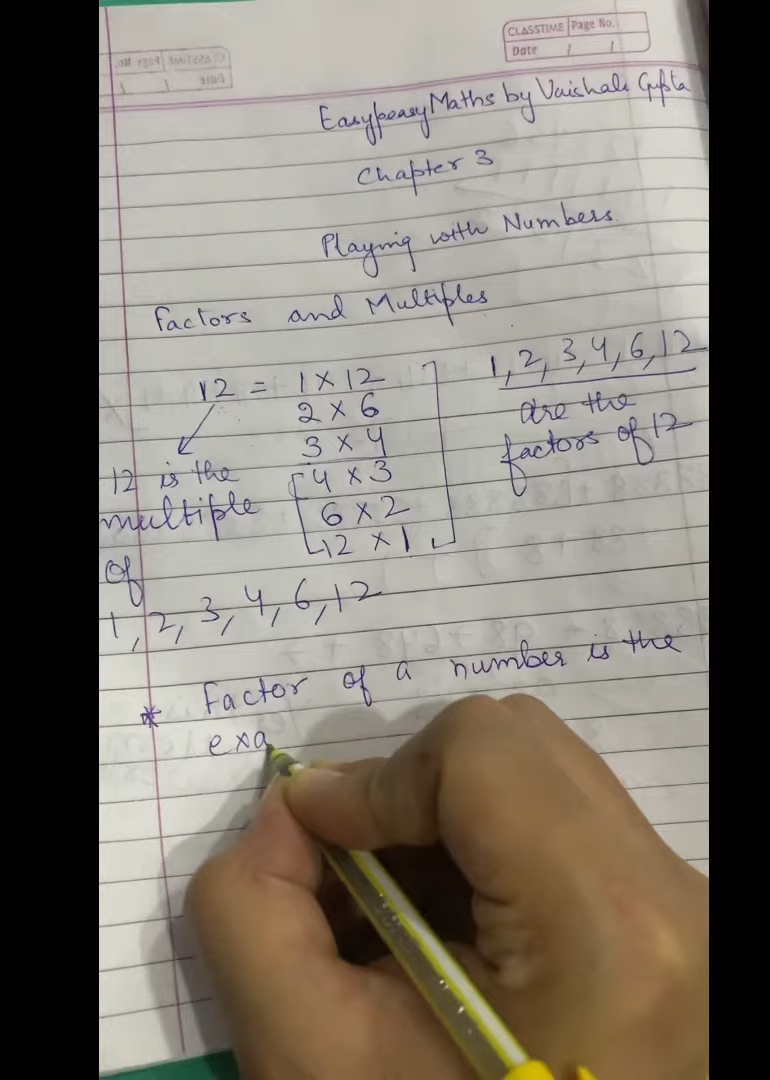 CLASSTIME Page No.
Date / /
Easypeasy Maths by Vaishali Gupta
Chapter 3
Playing with Numbers.
Factors and Multiples
12 = 1 × 12
2 × 6
3 × 4
4 × 3
6 × 2
12 × 1
1, 2, 3, 4, 6, 12
are the
factors of 12
12 is the
multiple
of
1, 2, 3, 4, 6, 12
* Factor of a number is the
exa